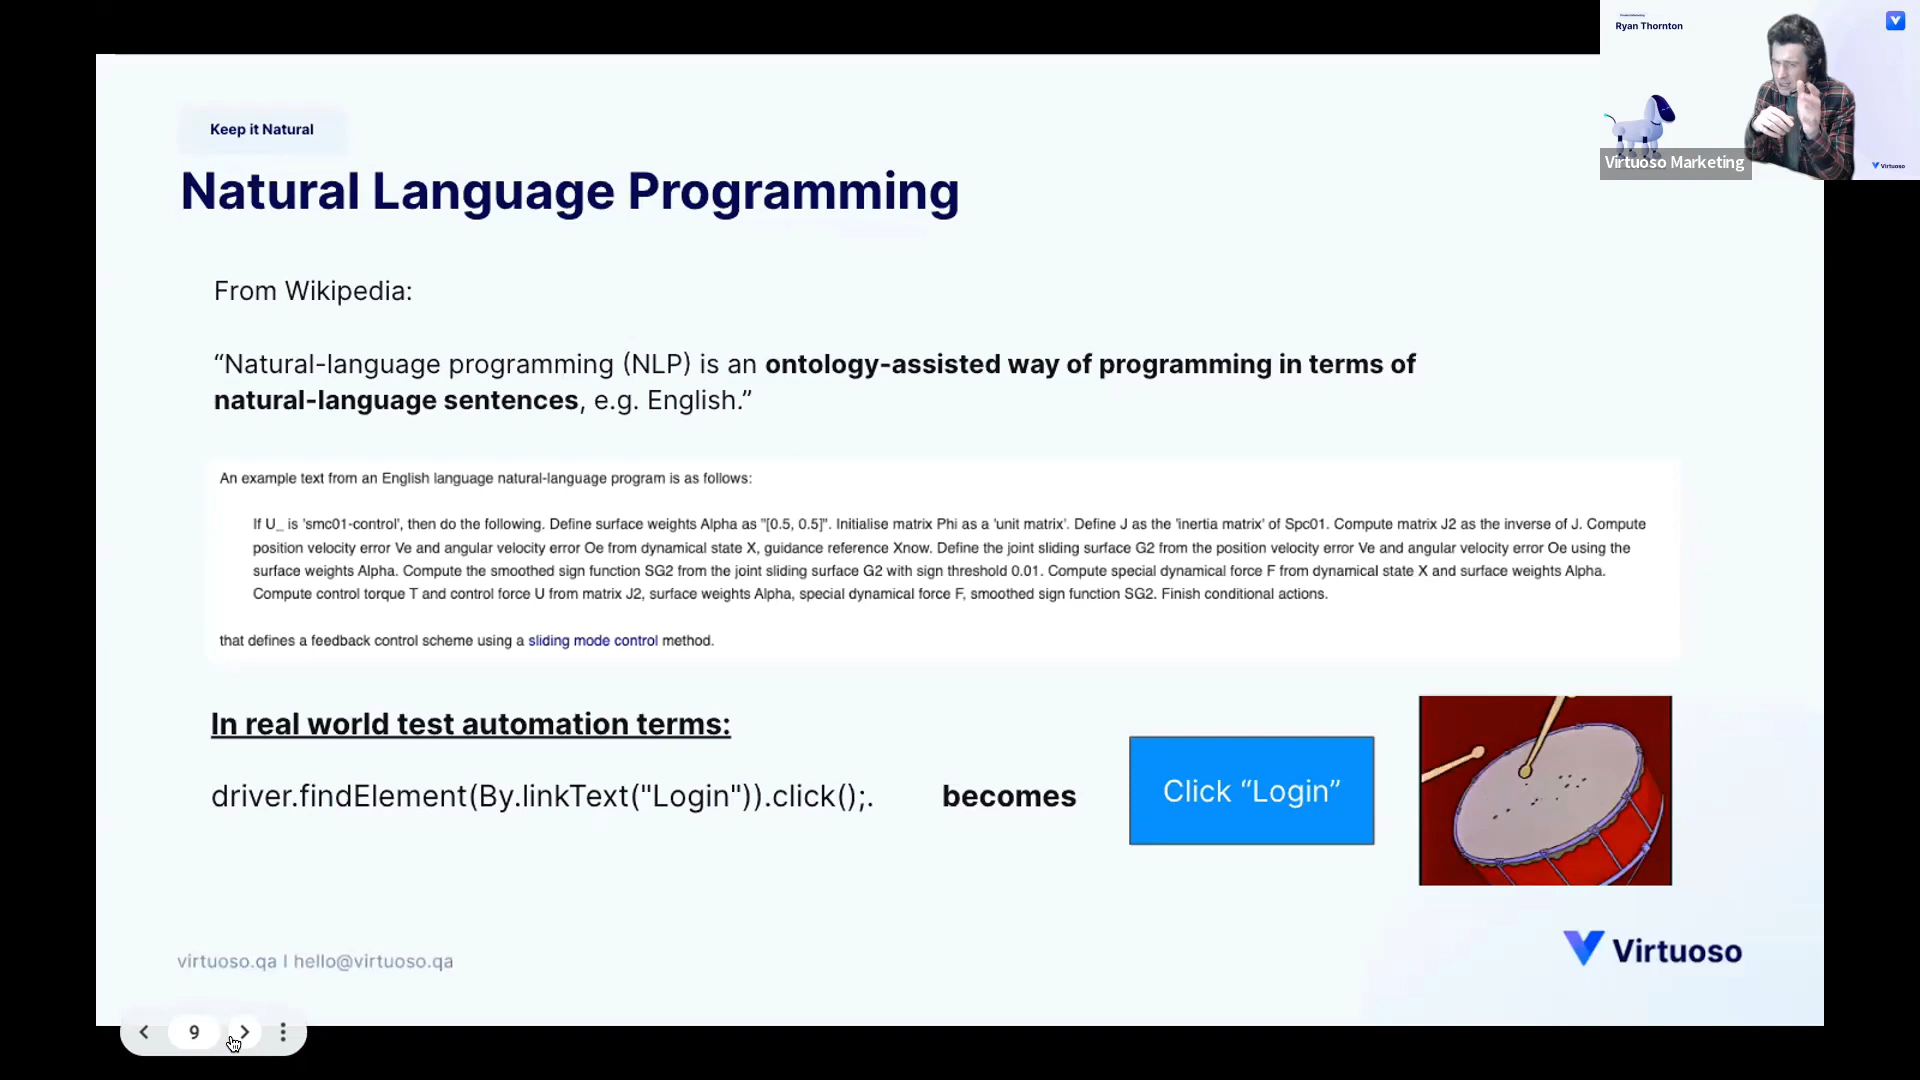 Ryan Thornton
Virtuoso Marketing
Virtuoso
Keep it Natural
Natural Language Programming
From Wikipedia:
“Natural-language programming (NLP) is an ontology-assisted way of programming in terms of
natural-language sentences, e.g. English.”
An example text from an English language natural-language program is as follows:
If U_ is 'smc01-control', then do the following. Define surface weights Alpha as "[0.5, 0.5]". Initialise matrix Phi as a 'unit matrix'. Define J as the 'inertia matrix' of Spc01. Compute matrix J2 as the inverse of J. Compute
position velocity error Ve and angular velocity error Oe from dynamical state X, guidance reference Xnow. Define the joint sliding surface G2 from the position velocity error Ve and angular velocity error Oe using the
surface weights Alpha. Compute the smoothed sign function SG2 from the joint sliding surface G2 with sign threshold 0.01. Compute special dynamical force F from dynamical state X and surface weights Alpha.
Compute control torque T and control force U from matrix J2, surface weights Alpha, special dynamical force F, smoothed sign function SG2. Finish conditional actions.
that defines a feedback control scheme using a sliding mode control method.
In real world test automation terms:
driver.findElement(By.linkText("Login")).click();. becomes Click “Login”
virtuoso.qa | hello@virtuoso.qa
Virtuoso
9